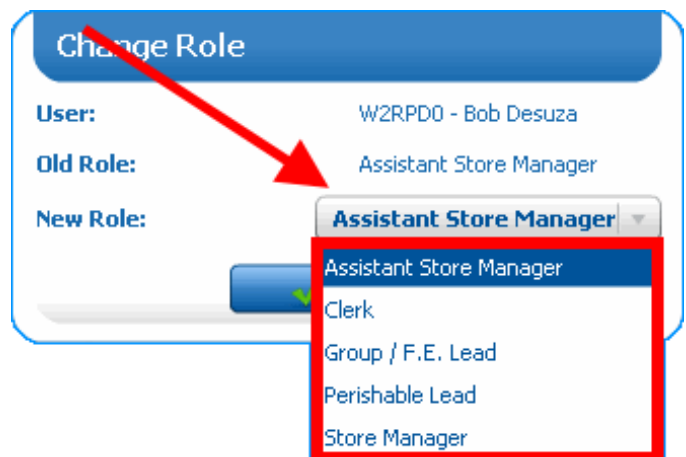 Change Role
User: W2RPD0 - Bob Desuza
Old Role: Assistant Store Manager
New Role: Assistant Store Manager
Assistant Store Manager
Clerk
Group / F.E. Lead
Perishable Lead
Store Manager